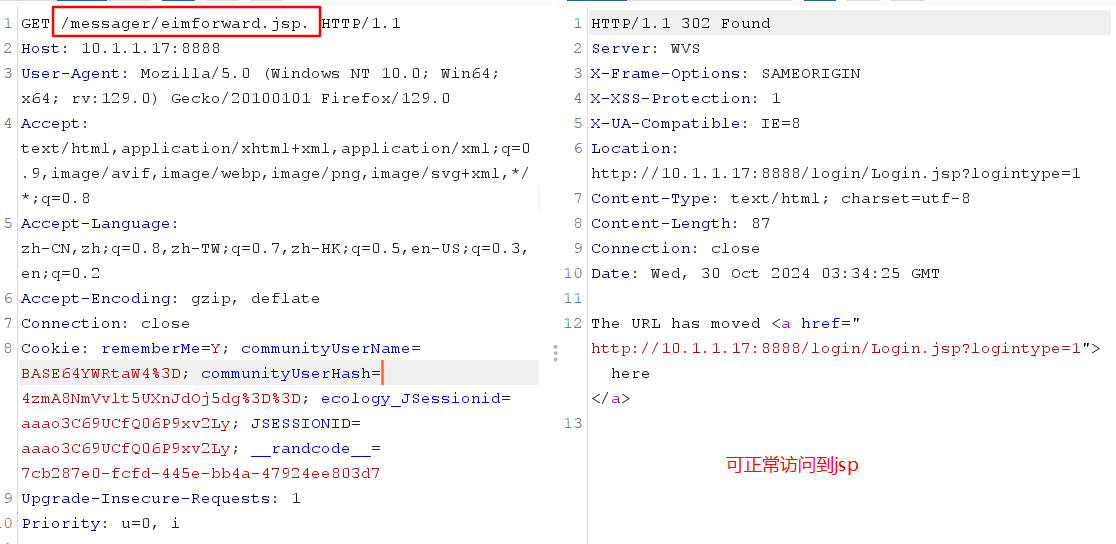 1 GET /messager/eimforward.jsp. HTTP/1.1
2 Host: 10.1.1.17:8888
3 User-Agent: Mozilla/5.0 (Windows NT 10.0; Win64;
x64; rv:129.0) Gecko/20100101 Firefox/129.0
4 Accept:
text/html,application/xhtml+xml,application/xml;q=0
.9,image/avif,image/webp,image/png,image/svg+xml,*/
*;q=0.8
5 Accept-Language:
zh-CN,zh;q=0.8,zh-TW;q=0.7,zh-HK;q=0.5,en-US;q=0.3,
en;q=0.2
6 Accept-Encoding: gzip, deflate
7 Connection: close
8 Cookie: rememberMe=Y; communityUserName=
BASE64YWRtaW4%3D; communityUserHash=
4zmA8NmVvlt5UXnJdOj5dg%3D%3D; ecology_JSessionid=
aaao3C69UCfQ06P9xv2Ly; JSESSIONID=
aaao3C69UCfQ06P9xv2Ly; __randcode__=
7cb287e0-fcfd-445e-bb4a-47924ee803d7
9 Upgrade-Insecure-Requests: 1
10 Priority: u=0, i
1 HTTP/1.1 302 Found
2 Server: WVS
3 X-Frame-Options: SAMEORIGIN
4 X-XSS-Protection: 1
5 X-UA-Compatible: IE=8
6 Location:
http://10.1.1.17:8888/login/Login.jsp?logintype=1
7 Content-Type: text/html; charset=utf-8
8 Content-Length: 87
9 Connection: close
10 Date: Wed, 30 Oct 2024 03:34:25 GMT
11
12 The URL has moved <a href="
http://10.1.1.17:8888/login/Login.jsp?logintype=1">
here
</a>
13
可正常访问到jsp